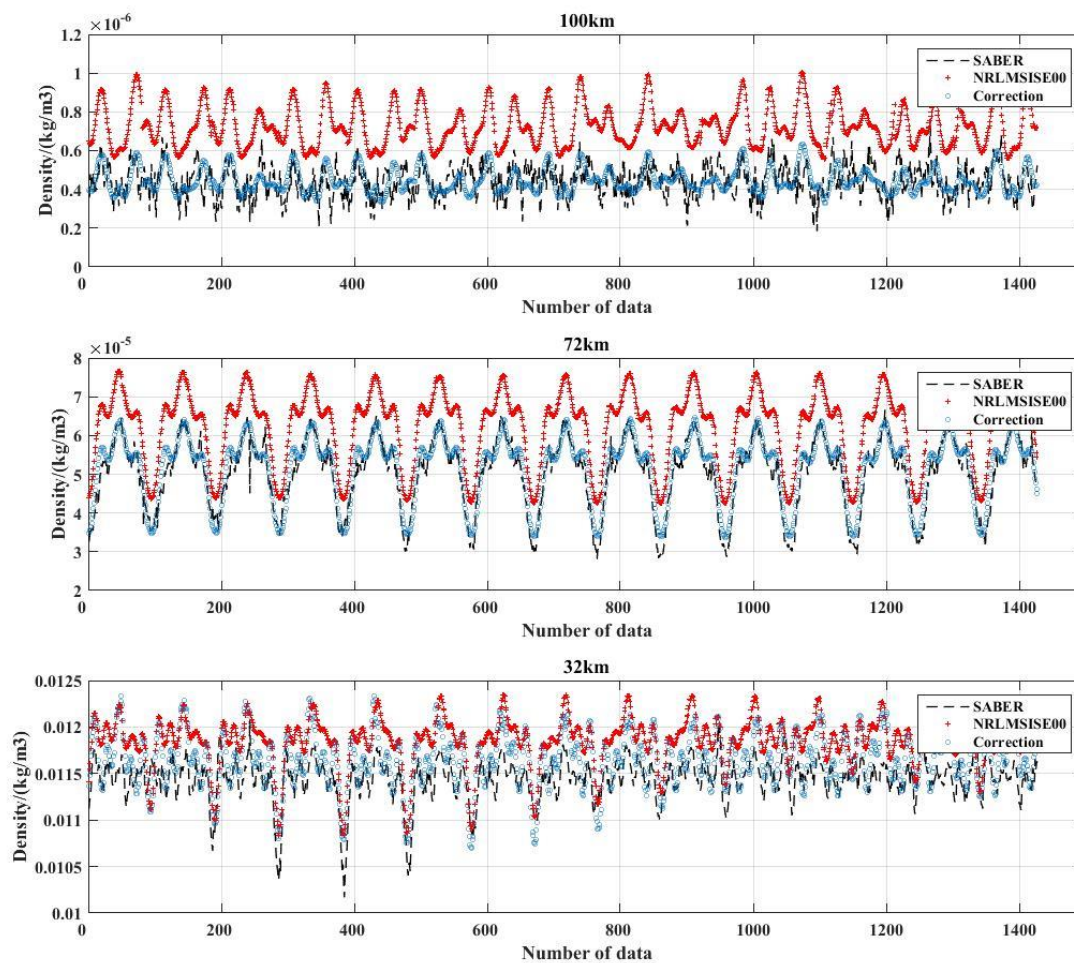 100km
×10⁻⁶
1.2
1
0.8
0.6
0.4
0.2
0
Density/(kg/m3)
SABER
NRLMSISE00
Correction
0 200 400 600 800 1000 1200 1400
Number of data
72km
×10⁻⁵
8
7
6
5
4
3
2
Density/(kg/m3)
SABER
NRLMSISE00
Correction
0 200 400 600 800 1000 1200 1400
Number of data
32km
0.0125
0.012
0.0115
0.011
0.0105
0.01
Density/(kg/m3)
SABER
NRLMSISE00
Correction
0 200 400 600 800 1000 1200 1400
Number of data